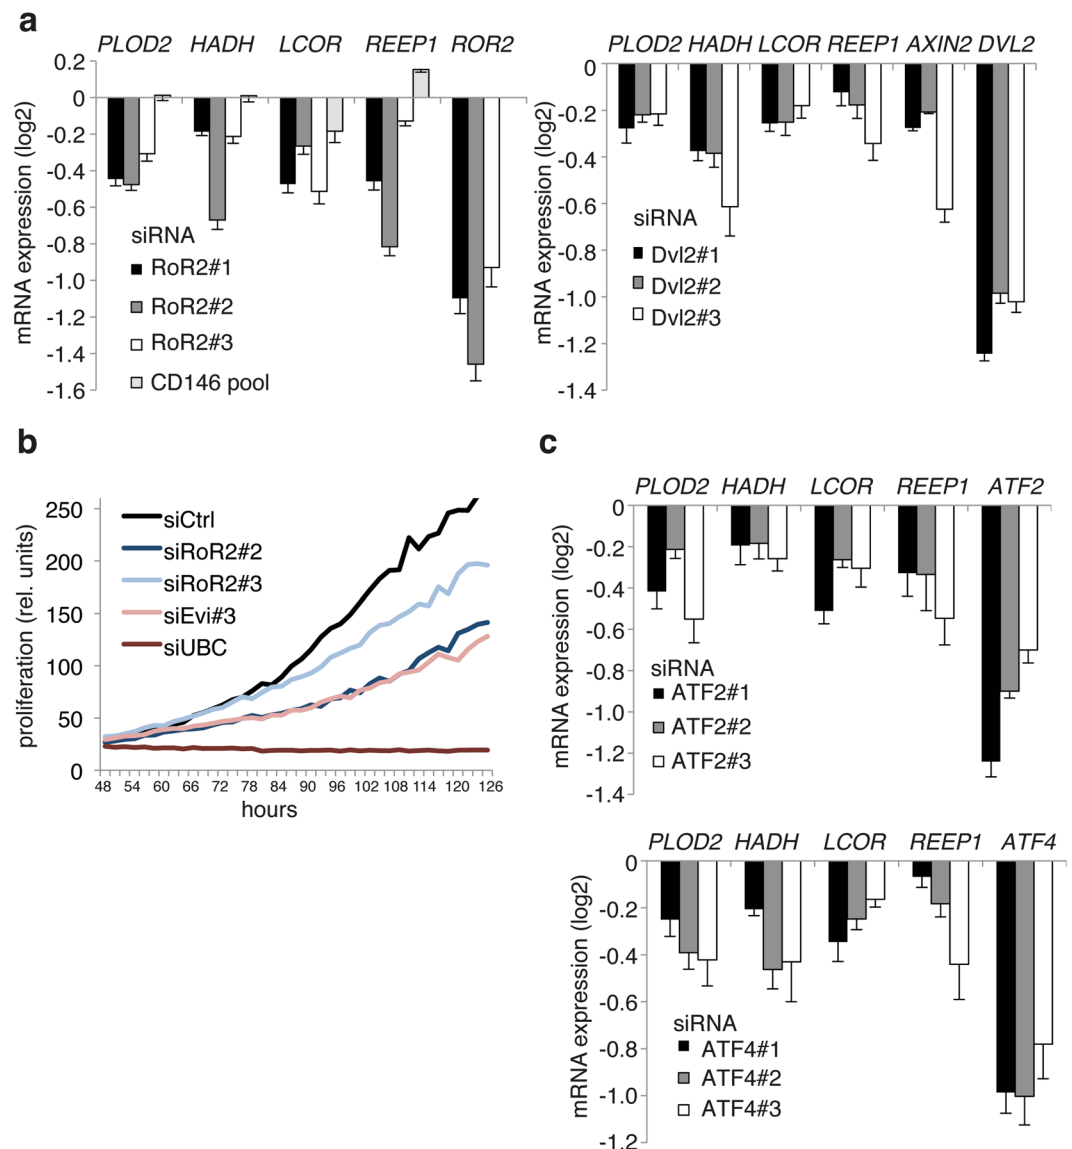 a
PLOD2 HADH LCOR REEP1 ROR2
mRNA expression (log2)
0.2
0
-0.2
-0.4
-0.6
-0.8
-1.0
-1.2
-1.4
-1.6
siRNA
RoR2#1
RoR2#2
RoR2#3
CD146 pool
PLOD2 HADH LCOR REEP1 AXIN2 DVL2
mRNA expression (log2)
0
-0.2
-0.4
-0.6
-0.8
-1.0
-1.2
-1.4
siRNA
Dvl2#1
Dvl2#2
Dvl2#3
b
proliferation (rel. units)
250
200
150
100
50
0
siCtrl
siRoR2#2
siRoR2#3
siEvi#3
siUBC
48 54 60 66 72 78 84 90 96 102 108 114 120 126
hours
c
PLOD2 HADH LCOR REEP1 ATF2
mRNA expression (log2)
0
-0.2
-0.4
-0.6
-0.8
-1.0
-1.2
-1.4
siRNA
ATF2#1
ATF2#2
ATF2#3
PLOD2 HADH LCOR REEP1 ATF4
mRNA expression (log2)
0
-0.2
-0.4
-0.6
-0.8
-1.0
-1.2
siRNA
ATF4#1
ATF4#2
ATF4#3